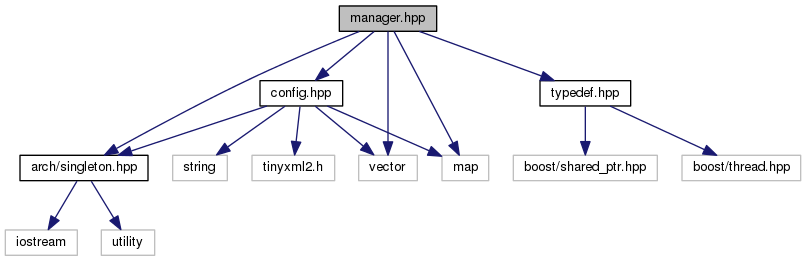 manager.hpp
config.hpp
typedef.hpp
arch/singleton.hpp
string
tinyxml2.h
vector
map
boost/shared_ptr.hpp
boost/thread.hpp
iostream
utility